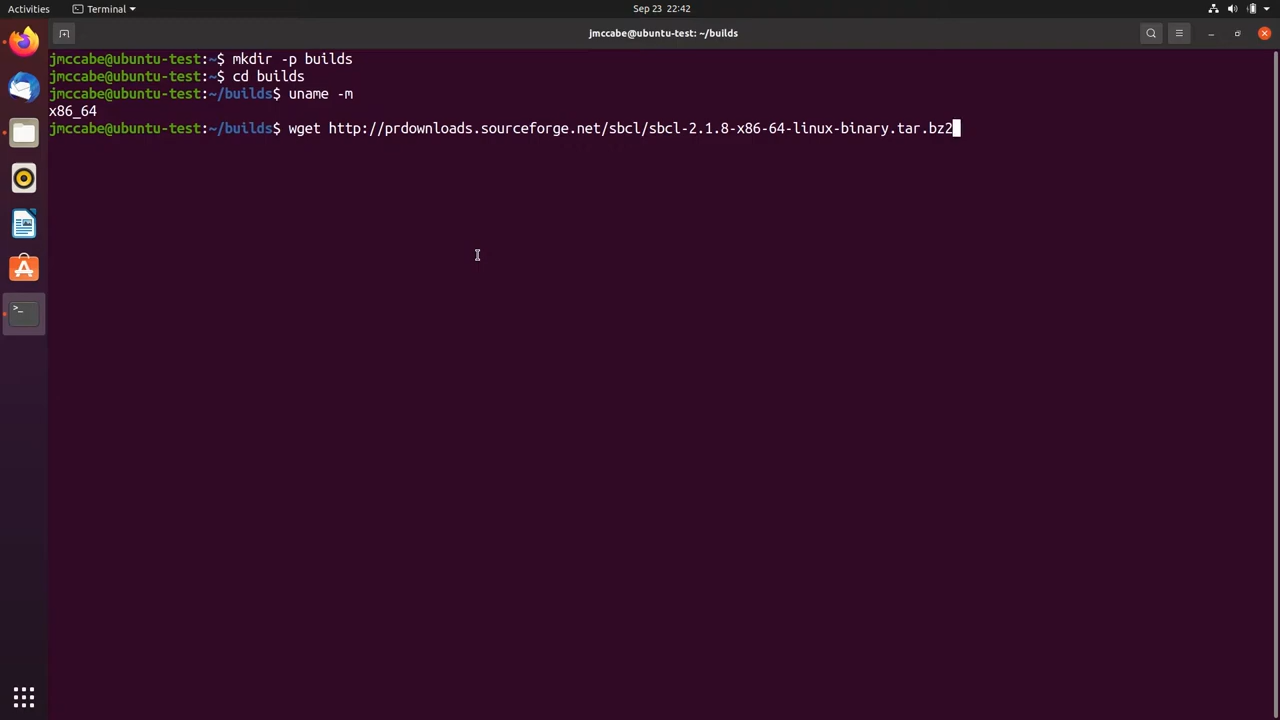 Activities
Terminal
Sep 23 22:42
jmccabe@ubuntu-test: ~/builds
jmccabe@ubuntu-test:~$ mkdir -p builds
jmccabe@ubuntu-test:~$ cd builds
jmccabe@ubuntu-test:~/builds$ uname -m
x86_64
jmccabe@ubuntu-test:~/builds$ wget http://prdownloads.sourceforge.net/sbcl/sbcl-2.1.8-x86-64-linux-binary.tar.bz2